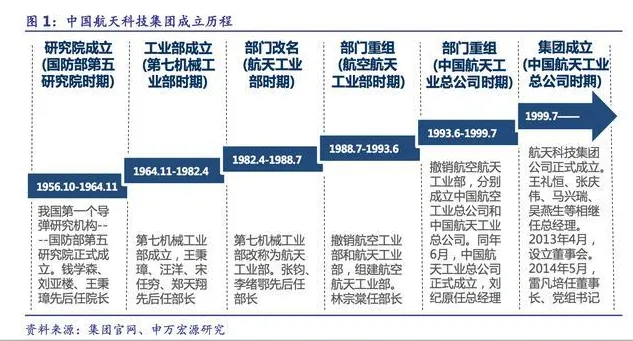 图 1：中国航天科技集团成立历程
研究院成立
(国防部第五
研究院时期)
工业部成立
(第七机械工
业部时期)
部门改名
(航天工业
部时期)
部门重组
(航空航天
工业部时期)
部门重组
(中国航天工
业总公司时期)
集团成立
(中国航天工业
总公司时期)
1956.10-1964.11
1964.11-1982.4
1982.4-1988.7
1988.7-1993.6
1993.6-1999.7
1999.7——
我国第一个导
弹研究机构---
---国防部第五
研究院正式成
立。钱学森、
刘亚楼、王秉
璋先后任院长
第七机械工业
部成立，王秉
璋、汪洋、宋
任穷、郑天翔
先后任部长
第七机械工业
部改称为航天
工业部。张钧、
李绪鄂先后任
部长
撤销航空工业
部和航天工业
部，组建航空
航天工业部。
林宗棠任部长
撤销航空航天
工业部，分别
成立中国航空
工业总公司和
中国航天工业
总公司。同年
6月，中国航
天工业总公司
正式成立，刘
纪原任总经理
航天科技集团
公司正式成立。
王礼恒、张庆
伟、马兴瑞、
吴燕生等相继
任总经理。
2013年4月，
设立董事会。
2014年5月，
雷凡培任董事
长、党组书记
资料来源：集团官网、申万宏源研究